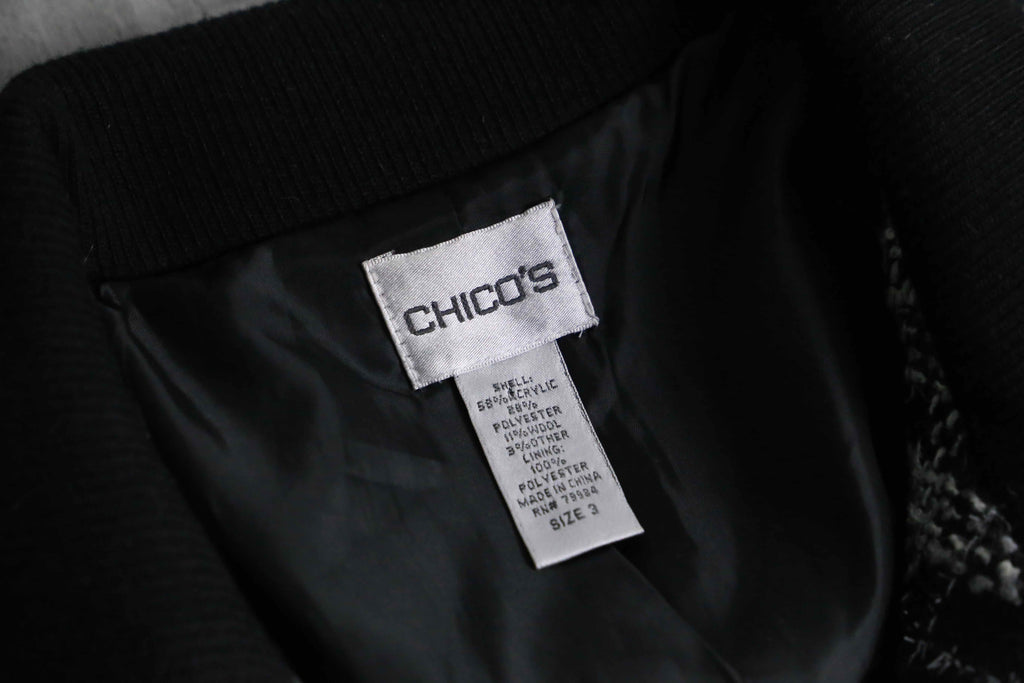 CHICO'S
SHELL:
58% ACRYLIC
28%
POLYESTER
11% WOOL
3% OTHER
LINING:
100%
POLYESTER
MADE IN CHINA
RN# 79984
SIZE 3